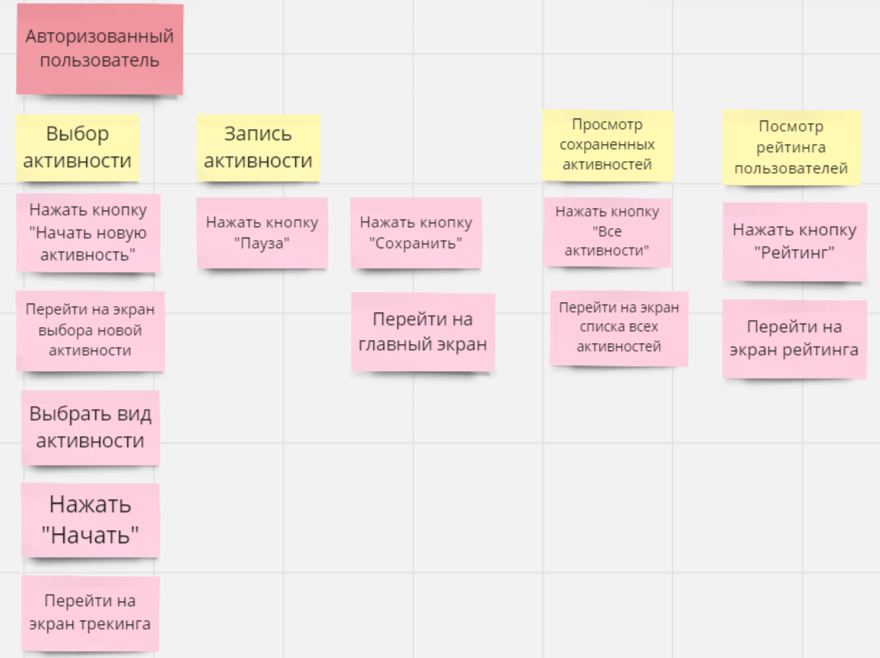 Авторизованный
пользователь
Выбор
активности
Запись
активности
Просмотр
сохраненных
активностей
Посмотр
рейтинга
пользователей
Нажать кнопку
"Начать новую
активность"
Нажать кнопку
"Пауза"
Нажать кнопку
"Сохранить"
Нажать кнопку
"Все
активности"
Нажать кнопку
"Рейтинг"
Перейти на экран
выбора новой
активности
Перейти на
главный экран
Перейти на экран
списка всех
активностей
Перейти на
экран рейтинга
Выбрать вид
активности
Нажать
"Начать"
Перейти на
экран трекинга